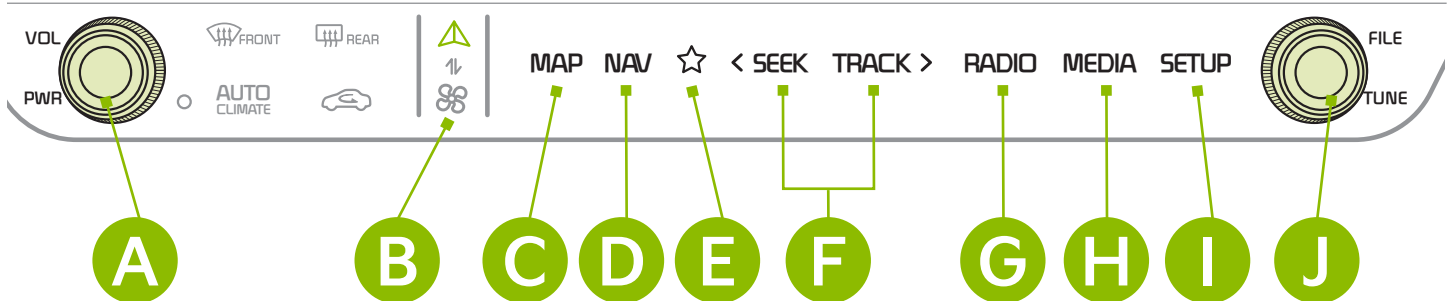 VOL
FRONT REAR
MAP NAV < SEEK TRACK > RADIO MEDIA SETUP
FILE
PWR
AUTO
CLIMATE
TUNE
A B C D E F G H I J